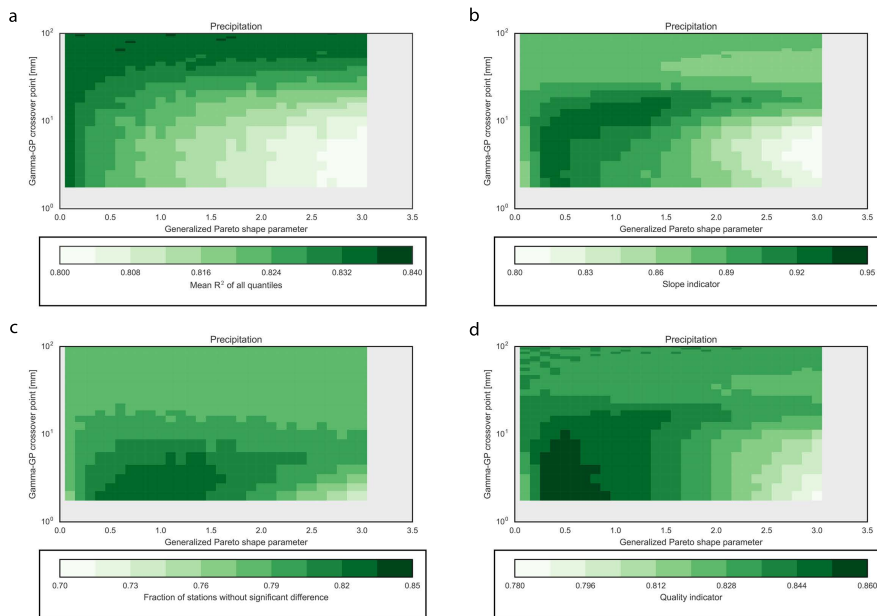 a
Precipitation
Gamma-GP crossover point [mm]
10²
10¹
10⁰
0.0 0.5 1.0 1.5 2.0 2.5 3.0 3.5
Generalized Pareto shape parameter
0.800 0.808 0.816 0.824 0.832 0.840
Mean R² of all quantiles
b
Precipitation
Gamma-GP crossover point [mm]
10²
10¹
10⁰
0.0 0.5 1.0 1.5 2.0 2.5 3.0 3.5
Generalized Pareto shape parameter
0.80 0.83 0.86 0.89 0.92 0.95
Slope indicator
c
Precipitation
Gamma-GP crossover point [mm]
10²
10¹
10⁰
0.0 0.5 1.0 1.5 2.0 2.5 3.0 3.5
Generalized Pareto shape parameter
0.70 0.73 0.76 0.79 0.82 0.85
Fraction of stations without significant difference
d
Precipitation
Gamma-GP crossover point [mm]
10²
10¹
10⁰
0.0 0.5 1.0 1.5 2.0 2.5 3.0 3.5
Generalized Pareto shape parameter
0.780 0.796 0.812 0.828 0.844 0.860
Quality indicator